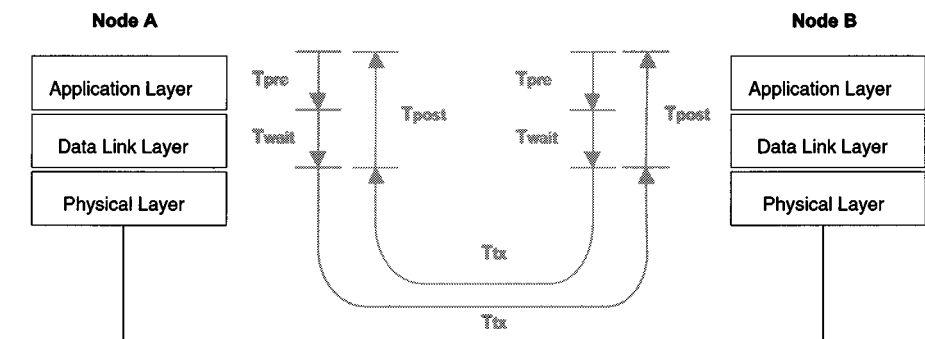 Node A
Node B
Application Layer
Tpre
Tpre
Application Layer
Tpost
Tpost
Data Link Layer
Twait
Twait
Data Link Layer
Physical Layer
Physical Layer
Ttx
Ttx